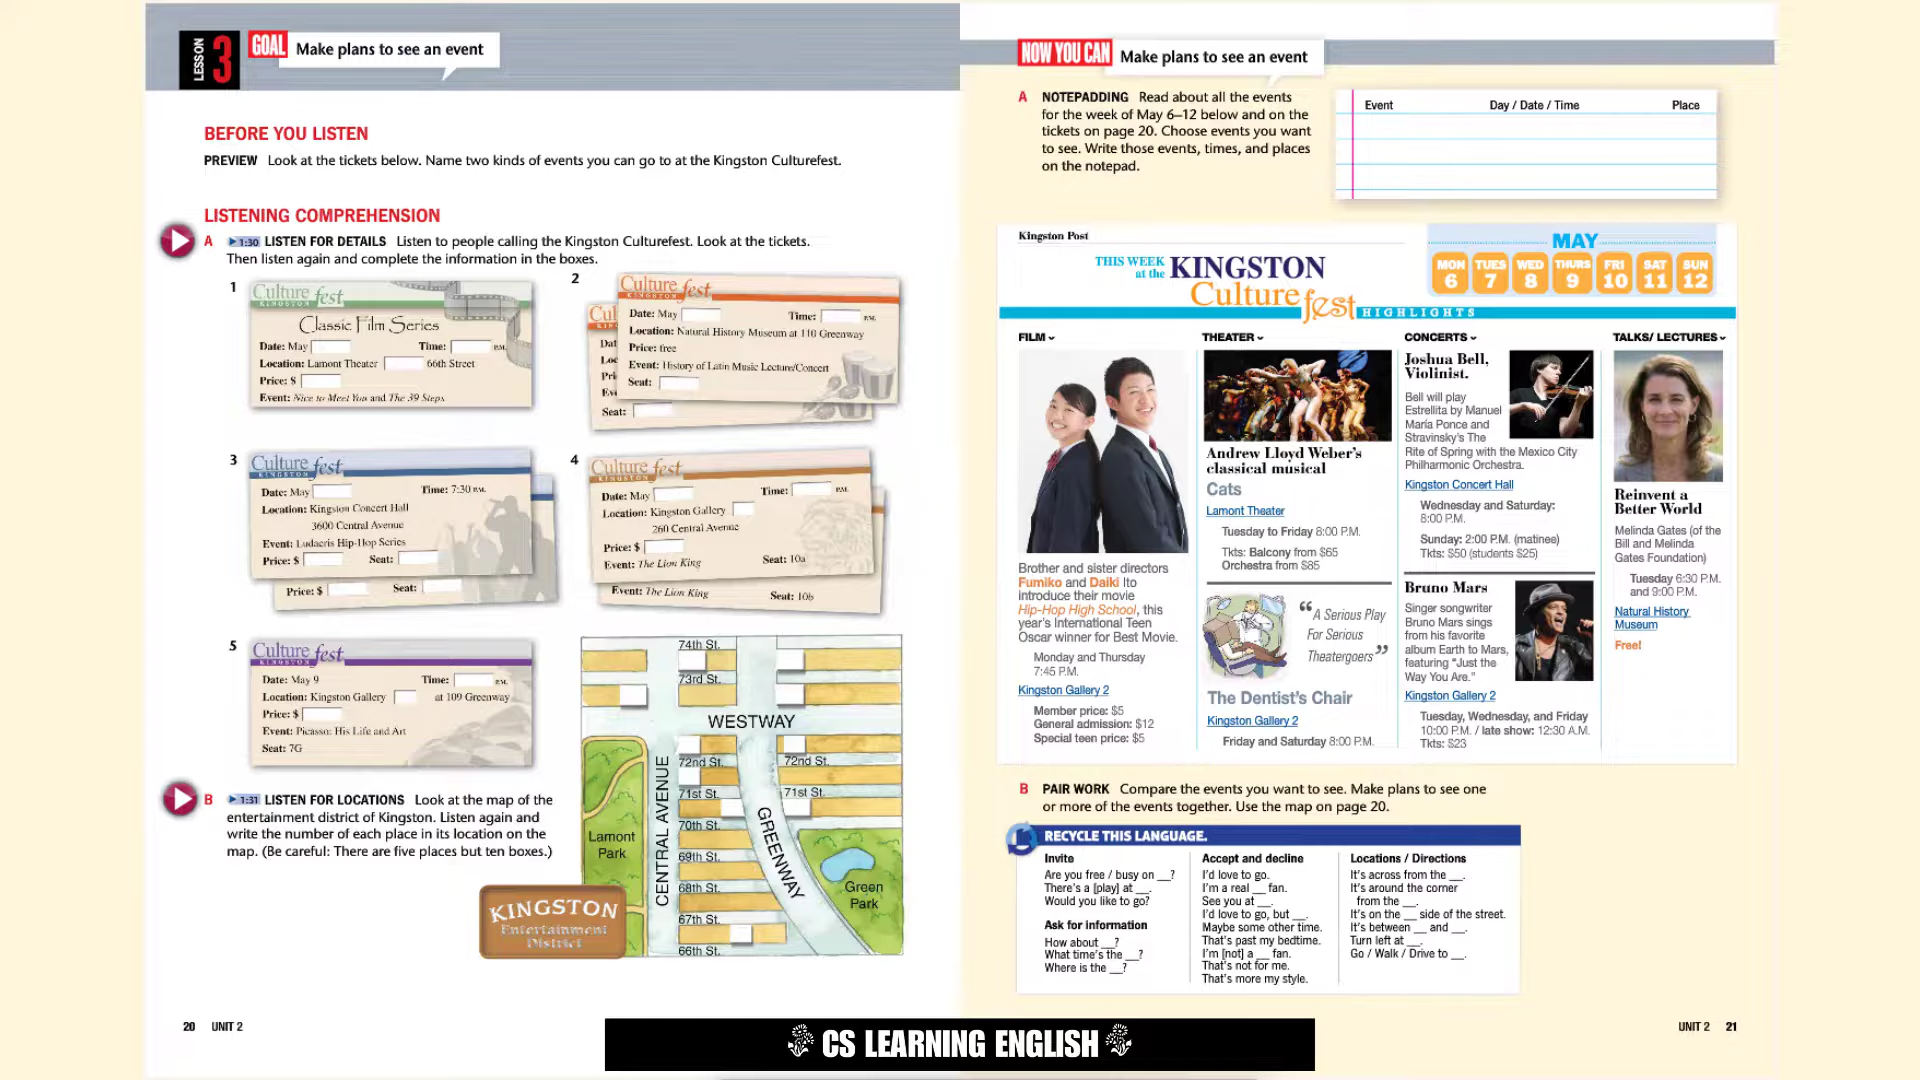 LESSON 3
GOAL Make plans to see an event
BEFORE YOU LISTEN
PREVIEW Look at the tickets below. Name two kinds of events you can go to at the Kingston Culturefest.
LISTENING COMPREHENSION
A 1:30 LISTEN FOR DETAILS Listen to people calling the Kingston Culturefest. Look at the tickets.
Then listen again and complete the information in the boxes.
1
Culture fest
KINGSTON
Classic Film Series
Date: May Time: P.M.
Location: Lamont Theater 66th Street
Price: $
Event: Nice to Meet You and The 39 Steps
2
Culture fest
KINGSTON
Date: May Time: P.M.
Location: Natural History Museum at 110 Greenway
Price: free
Event: History of Latin Music Lecture/Concert
Seat:
Seat:
3
Culture fest
KINGSTON
Date: May Time: 7:30 P.M.
Location: Kingston Concert Hall
3600 Central Avenue
Event: Ludacris Hip-Hop Series
Price: $ Seat:
Price: $ Seat:
4
Culture fest
KINGSTON
Date: May Time: P.M.
Location: Kingston Gallery
260 Central Avenue
Price: $
Event: The Lion King Seat: 10a
Event: The Lion King Seat: 10b
5
Culture fest
KINGSTON
Date: May 9 Time: P.M.
Location: Kingston Gallery at 109 Greenway
Price: $
Event: Picasso: His Life and Art
Seat: 7G
B 1:31 LISTEN FOR LOCATIONS Look at the map of the
entertainment district of Kingston. Listen again and
write the number of each place in its location on the
map. (Be careful: There are five places but ten boxes.)
74th St.
73rd St.
WESTWAY
72nd St. 72nd St.
71st St. 71st St.
70th St.
69th St.
68th St.
67th St.
66th St.
CENTRAL AVENUE
GREENWAY
Lamont
Park
Green
Park
KINGSTON
Entertainment
District
20 UNIT 2
NOW YOU CAN Make plans to see an event
A NOTEPADDING Read about all the events
for the week of May 6–12 below and on the
tickets on page 20. Choose events you want
to see. Write those events, times, and places
on the notepad.
Event Day / Date / Time Place
Kingston Post
THIS WEEK
at the KINGSTON
Culture fest HIGHLIGHTS
MAY
MON TUES WED THURS FRI SAT SUN
6 7 8 9 10 11 12
FILM
Brother and sister directors
Fumiko and Daiki Ito
introduce their movie
Hip-Hop High School, this
year's International Teen
Oscar winner for Best Movie.
Monday and Thursday
7:45 P.M.
Kingston Gallery 2
Member price: $5
General admission: $12
Special teen price: $5
THEATER
Andrew Lloyd Weber's
classical musical
Cats
Lamont Theater
Tuesday to Friday 8:00 P.M.
Tkts: Balcony from $65
Orchestra from $85
“A Serious Play
For Serious
Theatergoers”
The Dentist's Chair
Kingston Gallery 2
Friday and Saturday 8:00 P.M.
CONCERTS
Joshua Bell,
Violinist.
Bell will play
Estrellita by Manuel
María Ponce and
Stravinsky's The
Rite of Spring with the Mexico City
Philharmonic Orchestra.
Kingston Concert Hall
Wednesday and Saturday:
8:00 P.M.
Sunday: 2:00 P.M. (matinee)
Tkts: $50 (students $25)
Bruno Mars
Singer songwriter
Bruno Mars sings
from his favorite
album Earth to Mars,
featuring “Just the
Way You Are.”
Kingston Gallery 2
Tuesday, Wednesday, and Friday
10:00 P.M. / late show: 12:30 A.M.
Tkts: $23
TALKS/ LECTURES
Reinvent a
Better World
Melinda Gates (of the
Bill and Melinda
Gates Foundation)
Tuesday 6:30 P.M.
and 9:00 P.M.
Natural History
Museum
Free!
B PAIR WORK Compare the events you want to see. Make plans to see one
or more of the events together. Use the map on page 20.
RECYCLE THIS LANGUAGE.
Invite
Are you free / busy on __?
There's a [play] at __.
Would you like to go?
Ask for information
How about __?
What time's the __?
Where is the __?
Accept and decline
I'd love to go.
I'm a real __ fan.
See you at __.
I'd love to go, but __.
Maybe some other time.
That's past my bedtime.
I'm [not] a __ fan.
That's not for me.
That's more my style.
Locations / Directions
It's across from the __.
It's around the corner
from the __.
It's on the __ side of the street.
It's between __ and __.
Turn left at __.
Go / Walk / Drive to __.
UNIT 2 21
CS LEARNING ENGLISH